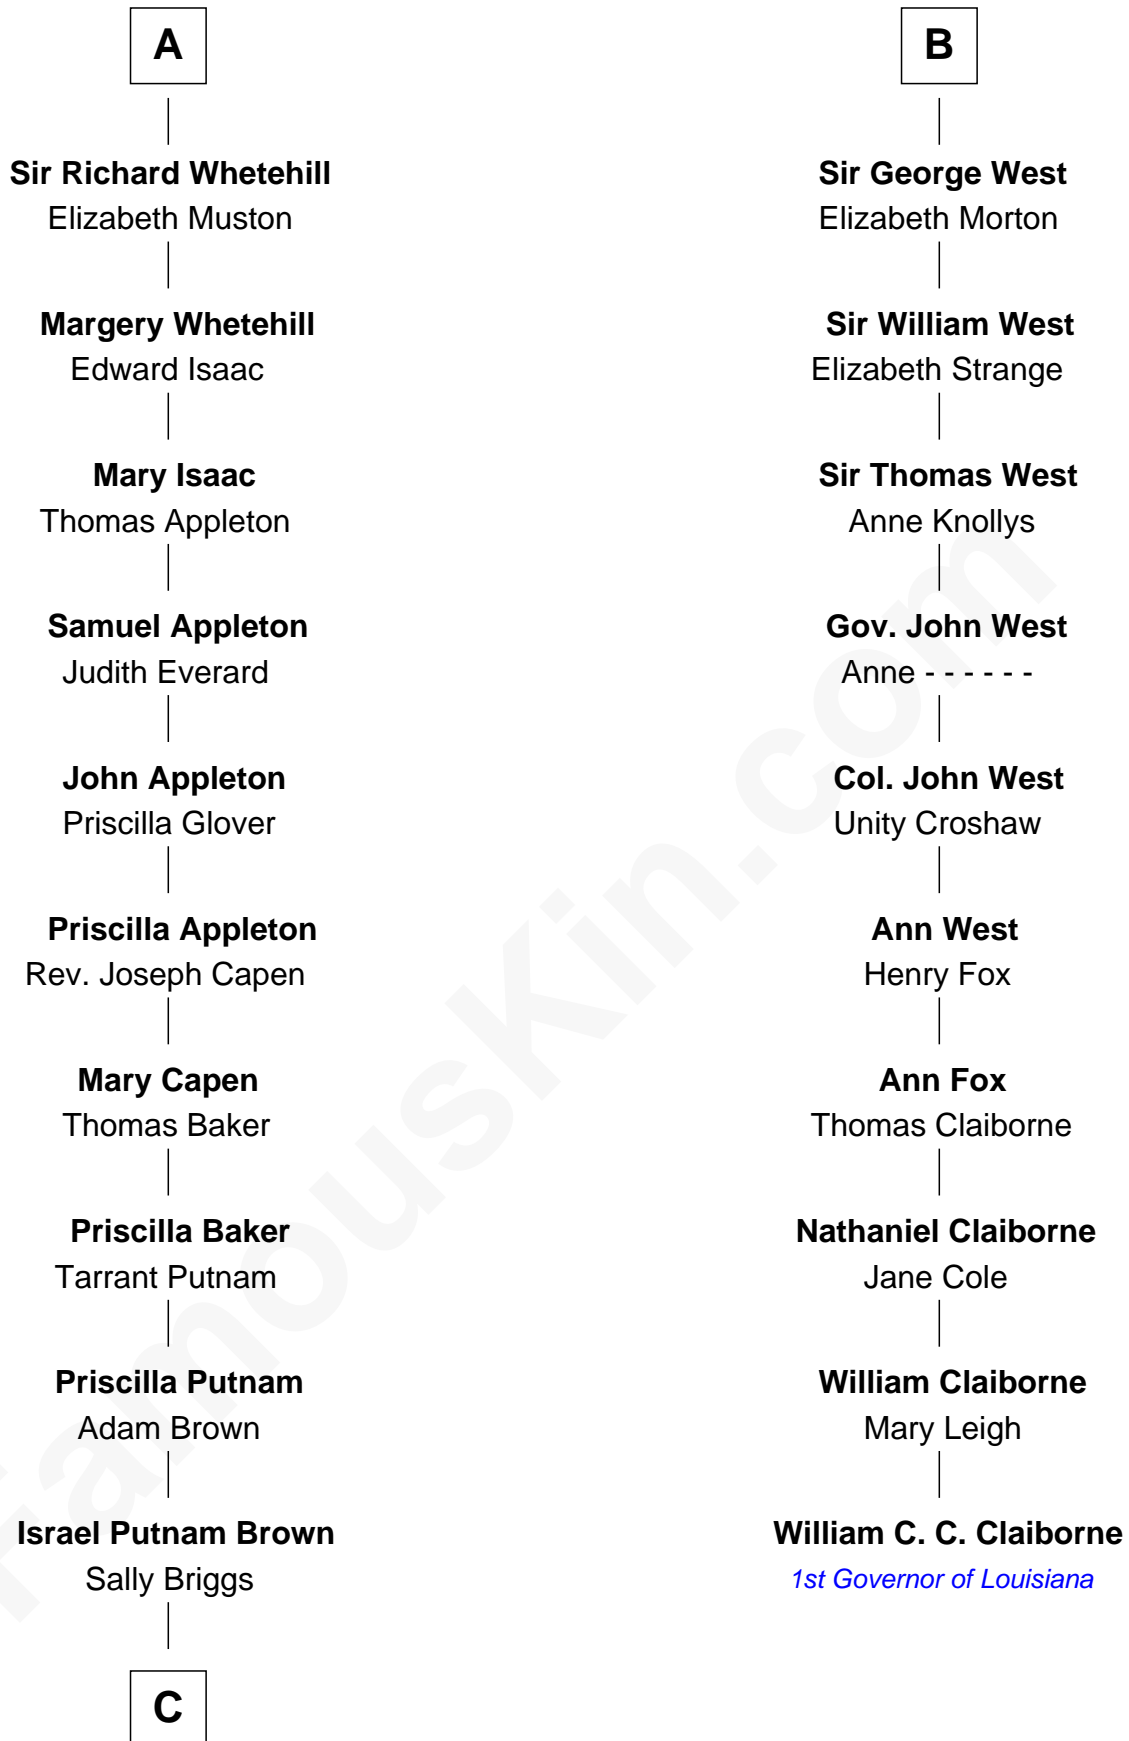 A
Sir Richard Whetehill
Elizabeth Muston
Margery Whetehill
Edward Isaac
Mary Isaac
Thomas Appleton
Samuel Appleton
Judith Everard
John Appleton
Priscilla Glover
Priscilla Appleton
Rev. Joseph Capen
Mary Capen
Thomas Baker
Priscilla Baker
Tarrant Putnam
Priscilla Putnam
Adam Brown
Israel Putnam Brown
Sally Briggs
C
B
Sir George West
Elizabeth Morton
Sir William West
Elizabeth Strange
Sir Thomas West
Anne Knollys
Gov. John West
Anne - - - - - -
Col. John West
Unity Croshaw
Ann West
Henry Fox
Ann Fox
Thomas Claiborne
Nathaniel Claiborne
Jane Cole
William Claiborne
Mary Leigh
William C. C. Claiborne
1st Governor of Louisiana
FamousKin.com